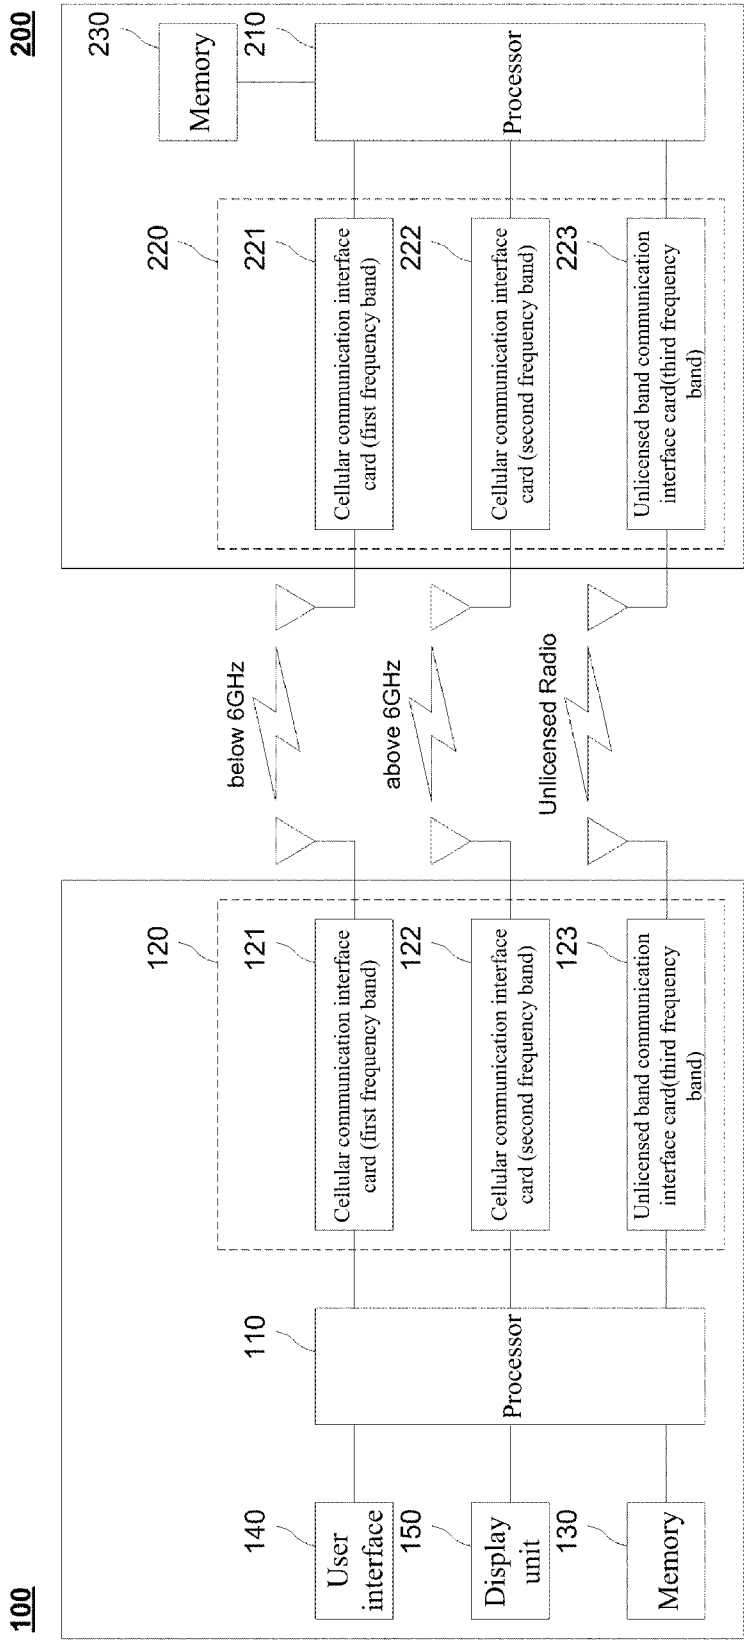 100
200
140
User
interface
150
Display
unit
130
Memory
110
Processor
120
121
Cellular communication interface
card (first frequency band)
122
Cellular communication interface
card (second frequency band)
123
Unlicensed band communication
interface card(third frequency
band)
below 6GHz
above 6GHz
Unlicensed Radio
220
221
Cellular communication interface
card (first frequency band)
222
Cellular communication interface
card (second frequency band)
223
Unlicensed band communication
interface card(third frequency
band)
230
Memory
210
Processor